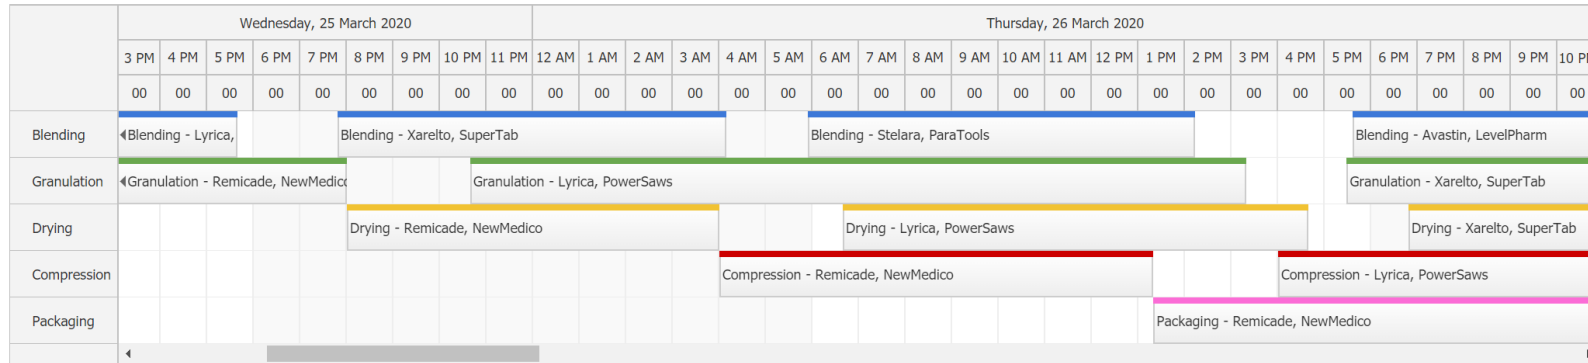 Wednesday, 25 March 2020 Thursday, 26 March 2020
3 PM 4 PM 5 PM 6 PM 7 PM 8 PM 9 PM 10 PM 11 PM 12 AM 1 AM 2 AM 3 AM 4 AM 5 AM 6 AM 7 AM 8 AM 9 AM 10 AM 11 AM 12 PM 1 PM 2 PM 3 PM 4 PM 5 PM 6 PM 7 PM 8 PM 9 PM 10 PM
00 00 00 00 00 00 00 00 00 00 00 00 00 00 00 00 00 00 00 00 00 00 00 00 00 00 00 00 00 00 00 00
Blending Blending - Lyrica, Blending - Xarelto, SuperTab Blending - Stelara, ParaTools Blending - Avastin, LevelPharm
Granulation Granulation - Remicade, NewMedico Granulation - Lyrica, PowerSaws Granulation - Xarelto, SuperTab
Drying Drying - Remicade, NewMedico Drying - Lyrica, PowerSaws Drying - Xarelto, SuperTab
Compression Compression - Remicade, NewMedico Compression - Lyrica, PowerSaws
Packaging Packaging - Remicade, NewMedico